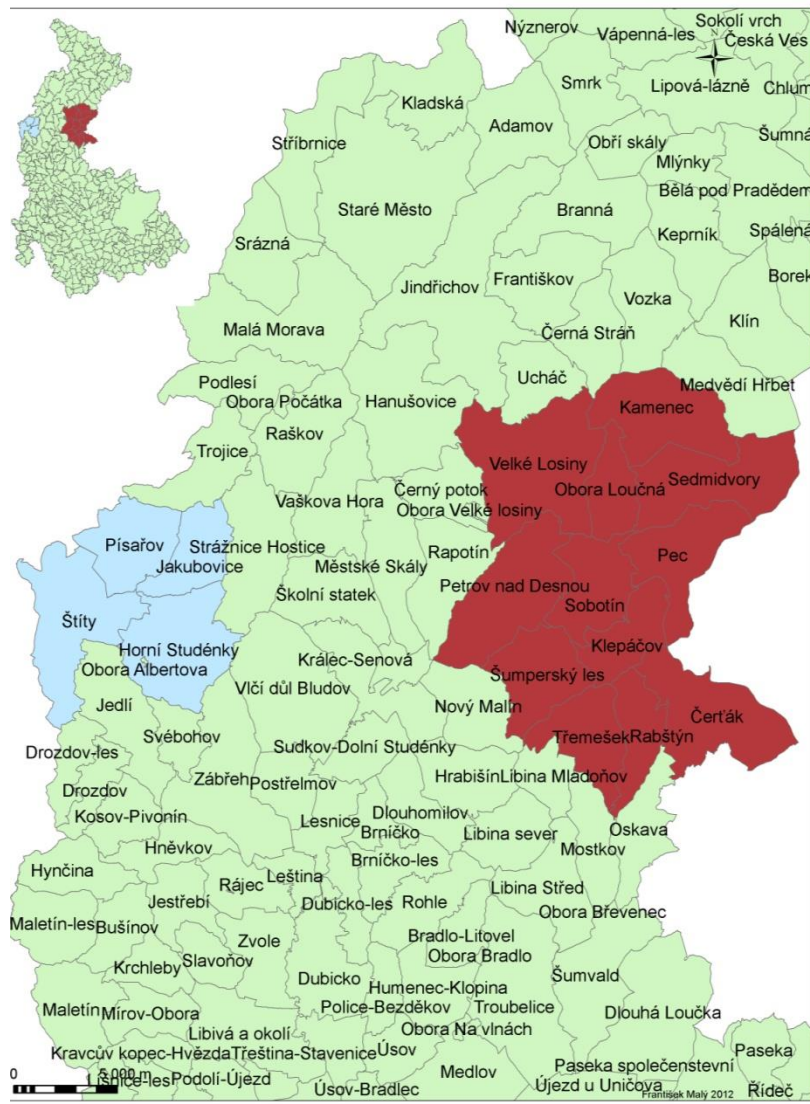 Sokolí vrch
Nýznerov
Vápenná-les
N
Česká Ves
Smrk
Lipová-lázně
Chlum
Kladská
Adamov
Stříbrnice
Obří skály
Šumná
Mlýnky
Staré Město
Branná
Bělá pod Pradědem
Srázná
Keprník
Spálená
Jindřichov
Františkov
Vozka
Borek
Malá Morava
Černá Stráň
Klín
Podlesí
Ucháč
Medvědí Hřbet
Obora Počátka
Hanušovice
Kamenec
Raškov
Trojice
Velké Losiny
Sedmidvory
Vaškova Hora
Černý potok
Obora Loučná
Obora Velké losiny
Písařov
Strážnice Hostice
Rapotín
Pec
Jakubovice
Městské Skály
Petrov nad Desnou
Školní statek
Sobotín
Štíty
Horní Studénky
Klepáčov
Obora Albertova
Králec-Senová
Šumperský les
Vlčí důl Bludov
Jedlí
Nový Malín
Čerťák
Svébohov
Třemešek
Rabštýn
Drozdov-les
Sudkov-Dolní Studénky
Zábřeh
Postřelmov
Hrabišín
Libina Mladoňov
Drozdov
Kosov-Pivonín
Lesnice
Dlouhomilov
Brníčko
Libina sever
Oskava
Hněvkov
Mostkov
Hynčina
Brníčko-les
Leština
Rájec
Libina Střed
Jestřebí
Dubicko-les
Rohle
Maletín-les
Bušínov
Obora Břevenec
Zvole
Bradlo-Litovel
Slavoňov
Obora Bradlo
Krchleby
Dubicko
Šumvald
Humenec-Klopina
Maletín
Mírov-Obora
Police-Bezděkov
Troubelice
Dlouhá Loučka
Libivá a okolí
Obora Na vlnách
Kravcův kopec-Hvězda
Třeština-Stavenice
Úsov
Paseka
0
5,000 m
Medlov
Paseka společenstevní
Líšnice-les
Podolí-Újezd
Úsov-Bradlec
Újezd u Uničova
Řídeč
František Malý 2012